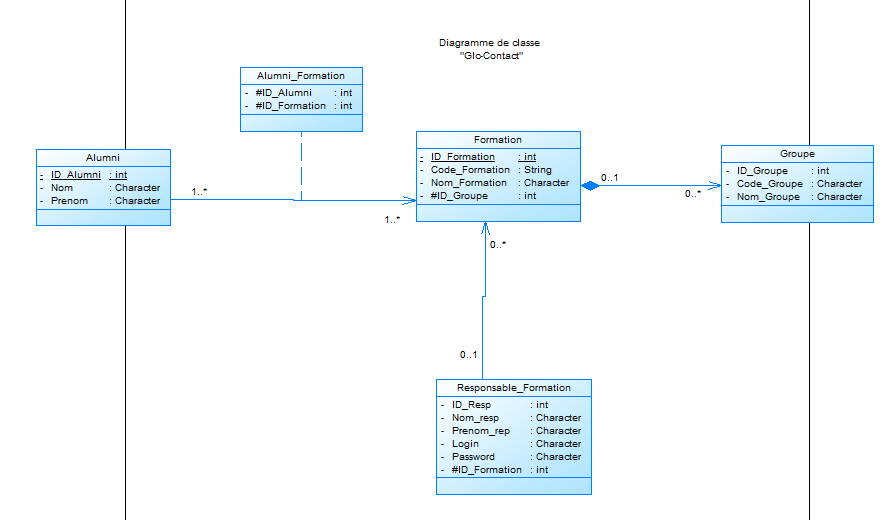 Diagramme de classe
"Glo-Contact"
Alumni_Formation
- #ID_Alumni : int
- #ID_Formation : int
Alumni
- ID_Alumni : int
- Nom : Character
- Prenom : Character
1..*
1..*
Formation
- ID_Formation : int
- Code_Formation : String
- Nom_Formation : Character
- #ID_Groupe : int
0..1
0..*
Groupe
- ID_Groupe : int
- Code_Groupe : Character
- Nom_Groupe : Character
0..*
0..1
Responsable_Formation
- ID_Resp : int
- Nom_resp : Character
- Prenom_rep : Character
- Login : Character
- Password : Character
- #ID_Formation : int